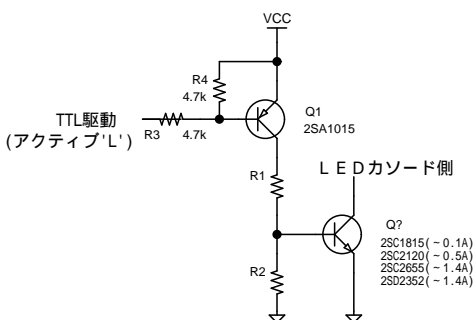 VCC
R4
4.7k
TTL駆動
(アクティブ'L')
R3
4.7k
Q1
2SA1015
R1
LEDカソード側
Q?
2SC1815(~0.1A)
2SC2120(~0.5A)
2SC2655(~1.4A)
2SD2352(~1.4A)
R2